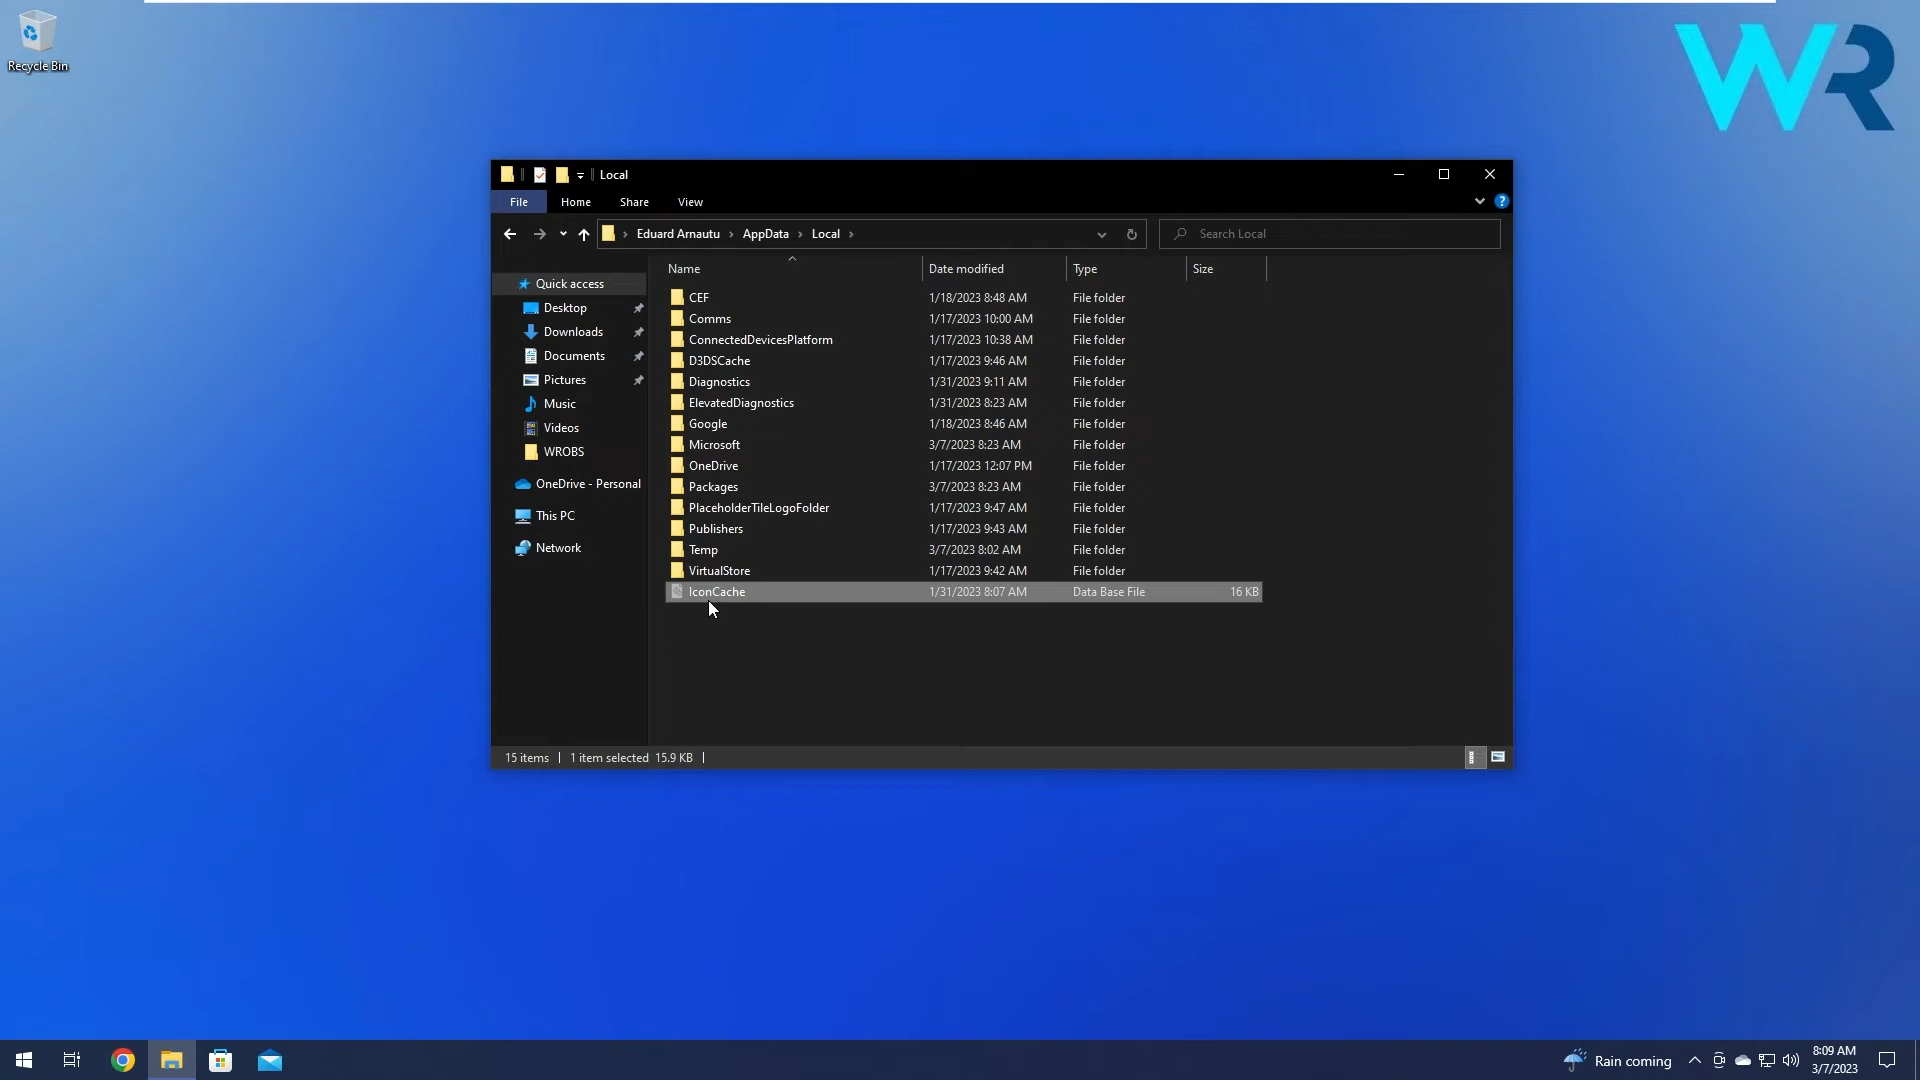 Recycle Bin
WR
Local
File Home Share View
Eduard Arnautu > AppData > Local >
Search Local
Name Date modified Type Size
Quick access
Desktop
Downloads
Documents
Pictures
Music
Videos
WROBS
OneDrive - Personal
This PC
Network
CEF 1/18/2023 8:48 AM File folder
Comms 1/17/2023 10:00 AM File folder
ConnectedDevicesPlatform 1/17/2023 10:38 AM File folder
D3DSCache 1/17/2023 9:46 AM File folder
Diagnostics 1/31/2023 9:11 AM File folder
ElevatedDiagnostics 1/31/2023 8:23 AM File folder
Google 1/18/2023 8:46 AM File folder
Microsoft 3/7/2023 8:23 AM File folder
OneDrive 1/17/2023 12:07 PM File folder
Packages 3/7/2023 8:23 AM File folder
PlaceholderTileLogoFolder 1/17/2023 9:47 AM File folder
Publishers 1/17/2023 9:43 AM File folder
Temp 3/7/2023 8:02 AM File folder
VirtualStore 1/17/2023 9:42 AM File folder
IconCache 1/31/2023 8:07 AM Data Base File 16 KB
15 items 1 item selected 15.9 KB
Rain coming
8:09 AM
3/7/2023